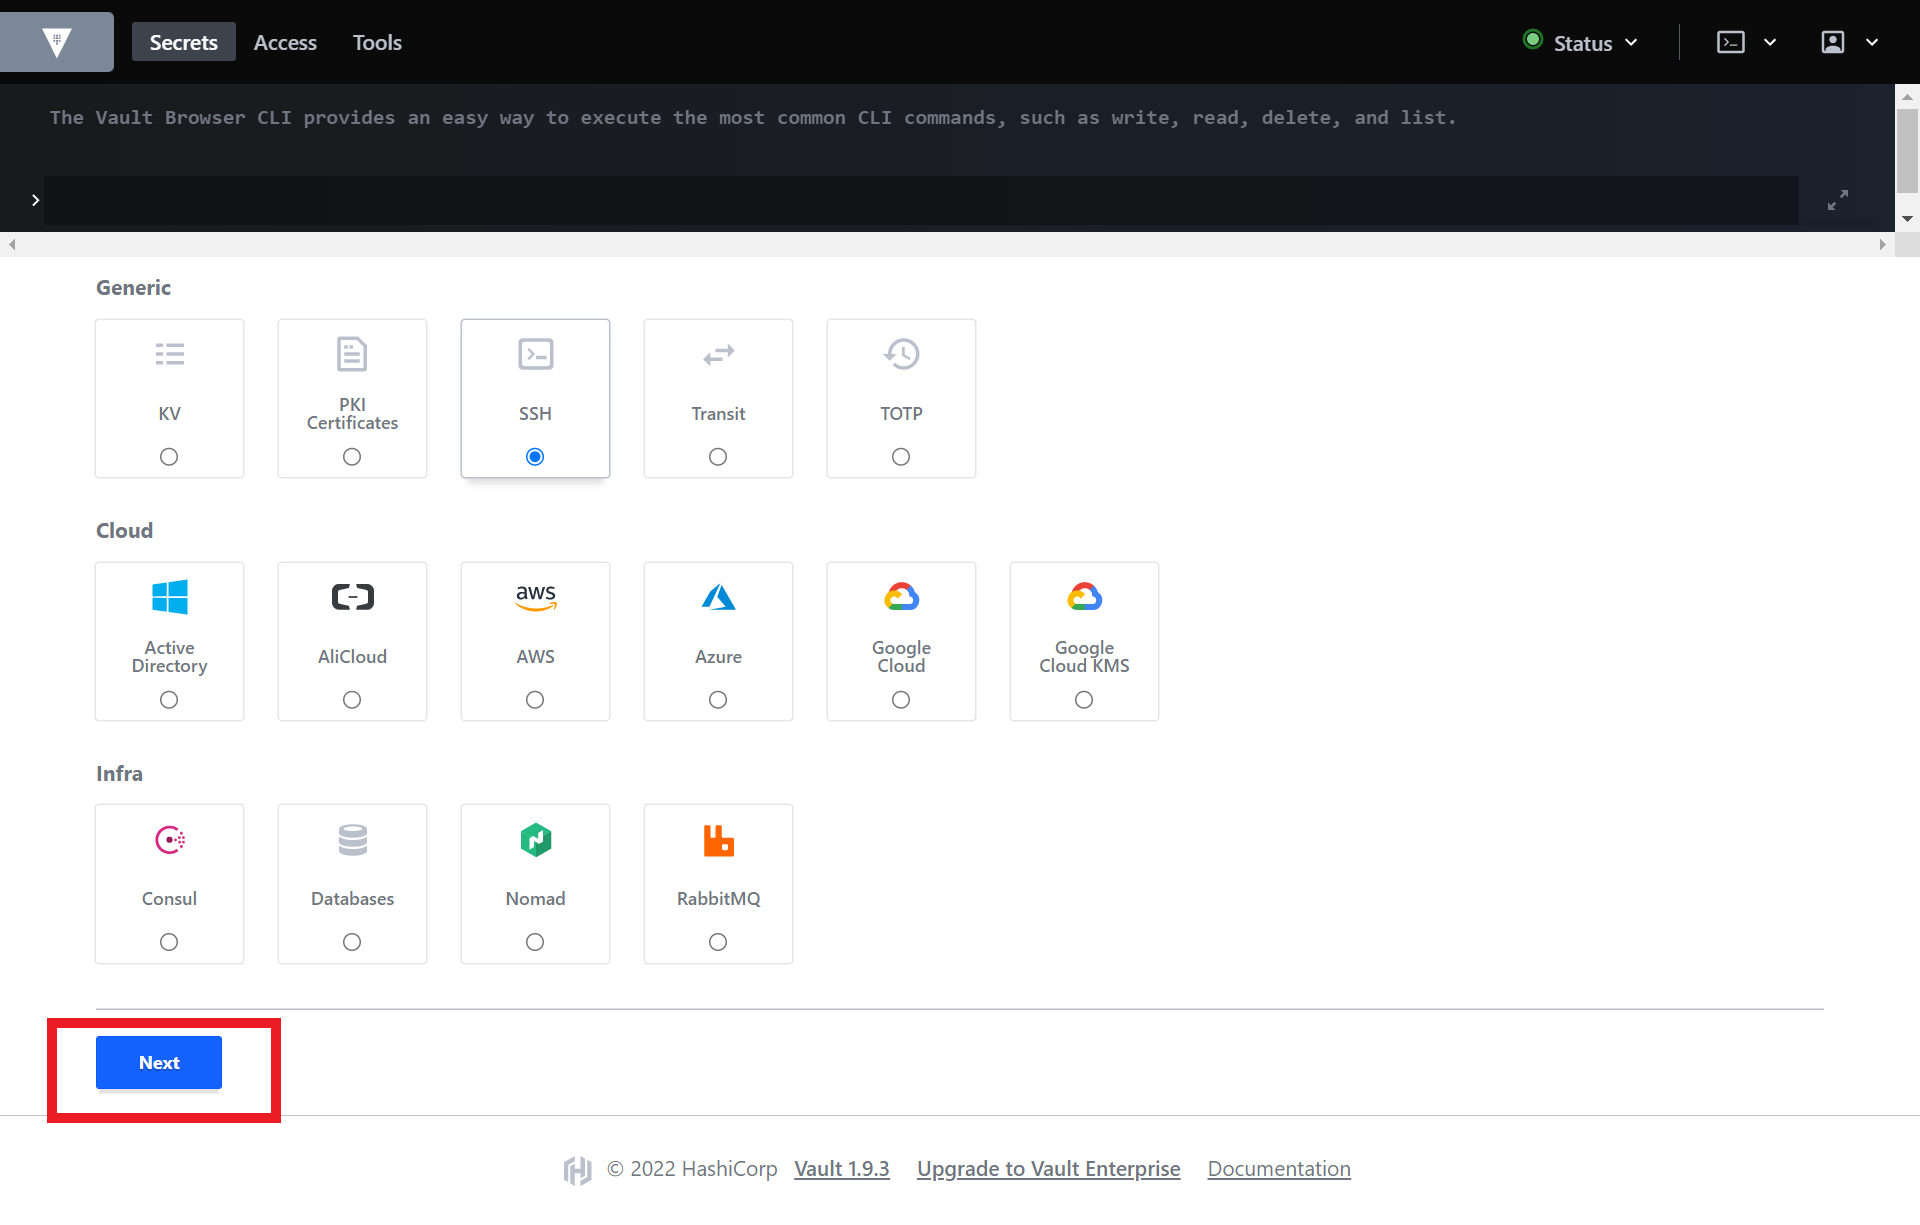 Secrets Access Tools Status
The Vault Browser CLI provides an easy way to execute the most common CLI commands, such as write, read, delete, and list.
Generic
KV
PKI
Certificates
SSH
Transit
TOTP
Cloud
Active
Directory
AliCloud
aws
AWS
Azure
Google
Cloud
Google
Cloud KMS
Infra
Consul
Databases
Nomad
RabbitMQ
Next
© 2022 HashiCorp Vault 1.9.3 Upgrade to Vault Enterprise Documentation